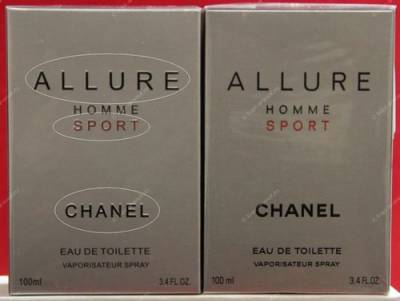 ALLURE
HOMME
SPORT
CHANEL
EAU DE TOILETTE
VAPORISATEUR SPRAY
100ml 3.4 FL.OZ.
ALLURE
HOMME
SPORT
CHANEL
EAU DE TOILETTE
VAPORISATEUR SPRAY
100 ml 3.4 FL. OZ.